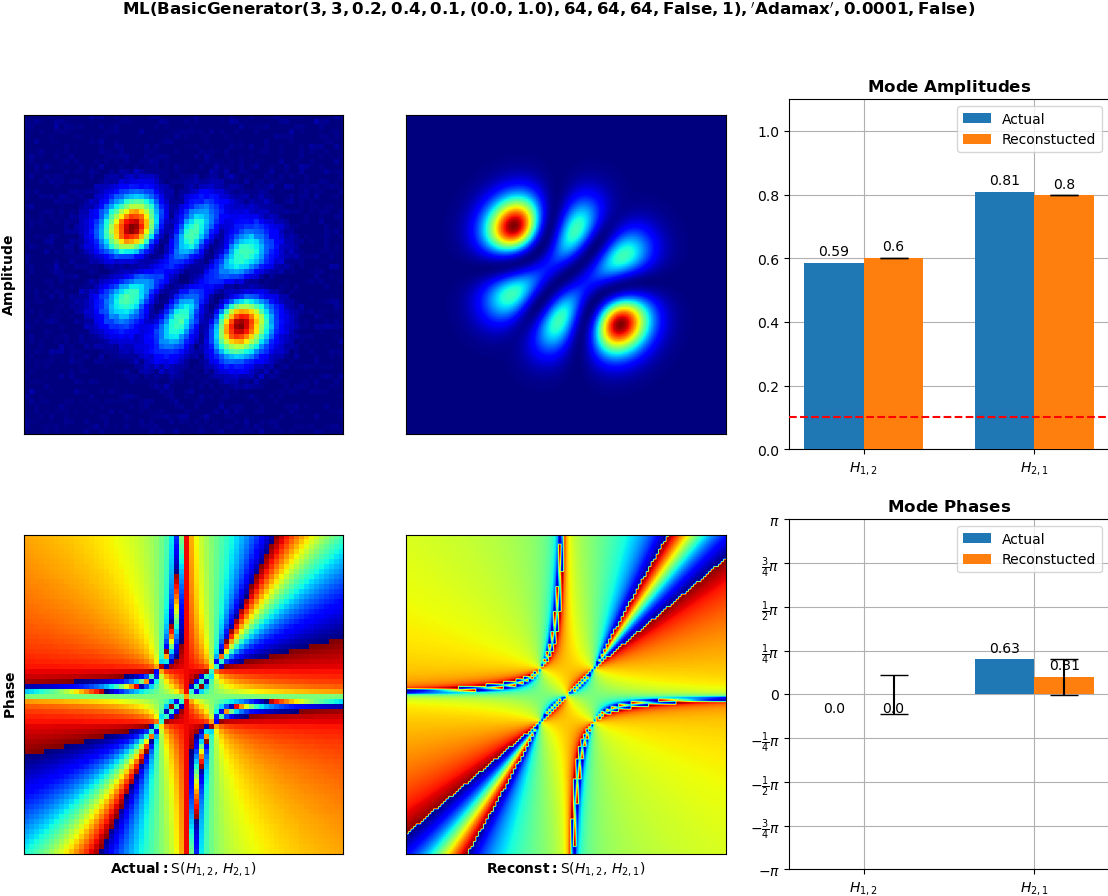 ML(BasicGenerator(3, 3, 0.2, 0.4, 0.1, (0.0, 1.0), 64, 64, 64, False, 1), 'Adamax', 0.0001, False)
Amplitude
Mode Amplitudes
Actual
Reconstucted
1.0
0.8
0.6
0.4
0.2
0.0
0.59
0.6
0.81
0.8
H₁,₂
H₂,₁
Phase
Actual: S(H₁,₂, H₂,₁)
Reconst: S(H₁,₂, H₂,₁)
Mode Phases
Actual
Reconstucted
π
3/4π
1/2π
1/4π
0
−1/4π
−1/2π
−3/4π
−π
0.0
0.0
0.63
0.31
H₁,₂
H₂,₁